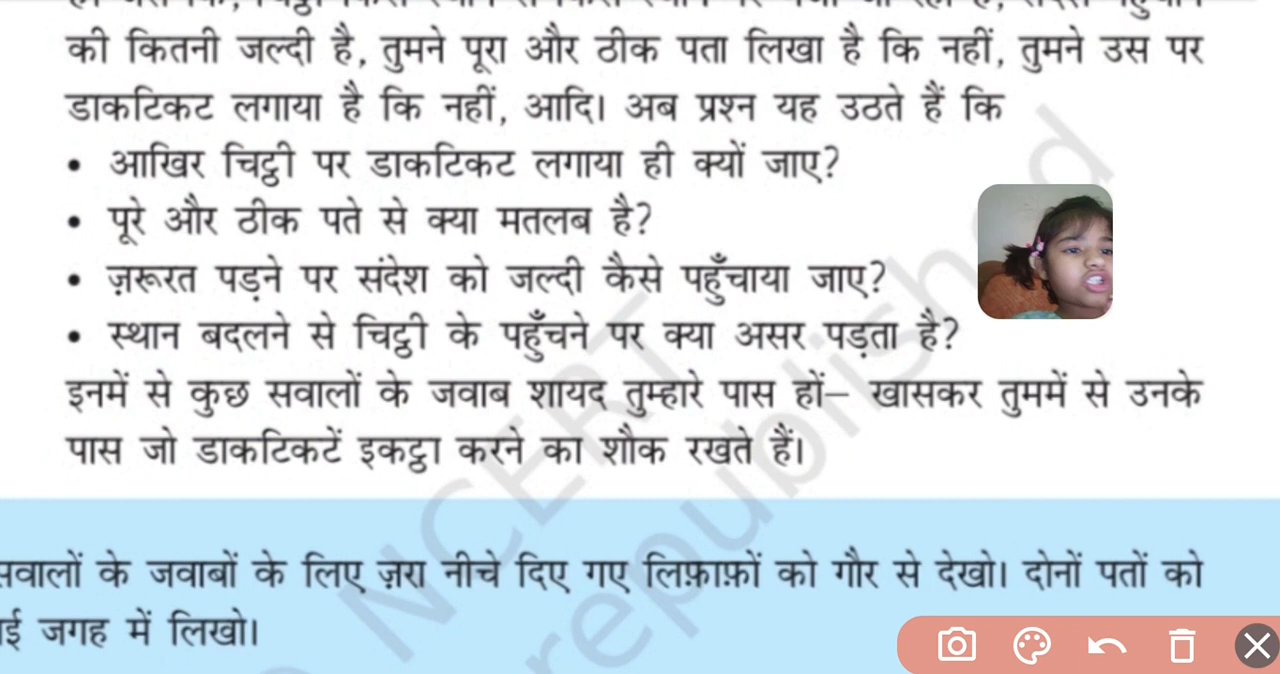 की कितनी जल्दी है, तुमने पूरा और ठीक पता लिखा है कि नहीं, तुमने उस पर
डाकटिकट लगाया है कि नहीं, आदि। अब प्रश्न यह उठते हैं कि
• आखिर चिट्ठी पर डाकटिकट लगाया ही क्यों जाए?
• पूरे और ठीक पते से क्या मतलब है?
• ज़रूरत पड़ने पर संदेश को जल्दी कैसे पहुँचाया जाए?
• स्थान बदलने से चिट्ठी के पहुँचने पर क्या असर पड़ता है?
इनमें से कुछ सवालों के जवाब शायद तुम्हारे पास हों– खासकर तुममें से उनके
पास जो डाकटिकटें इकट्ठा करने का शौक रखते हैं।
सवालों के जवाबों के लिए ज़रा नीचे दिए गए लिफ़ाफ़ों को गौर से देखो। दोनों पतों को
जगह में लिखो।
NCERT
republished